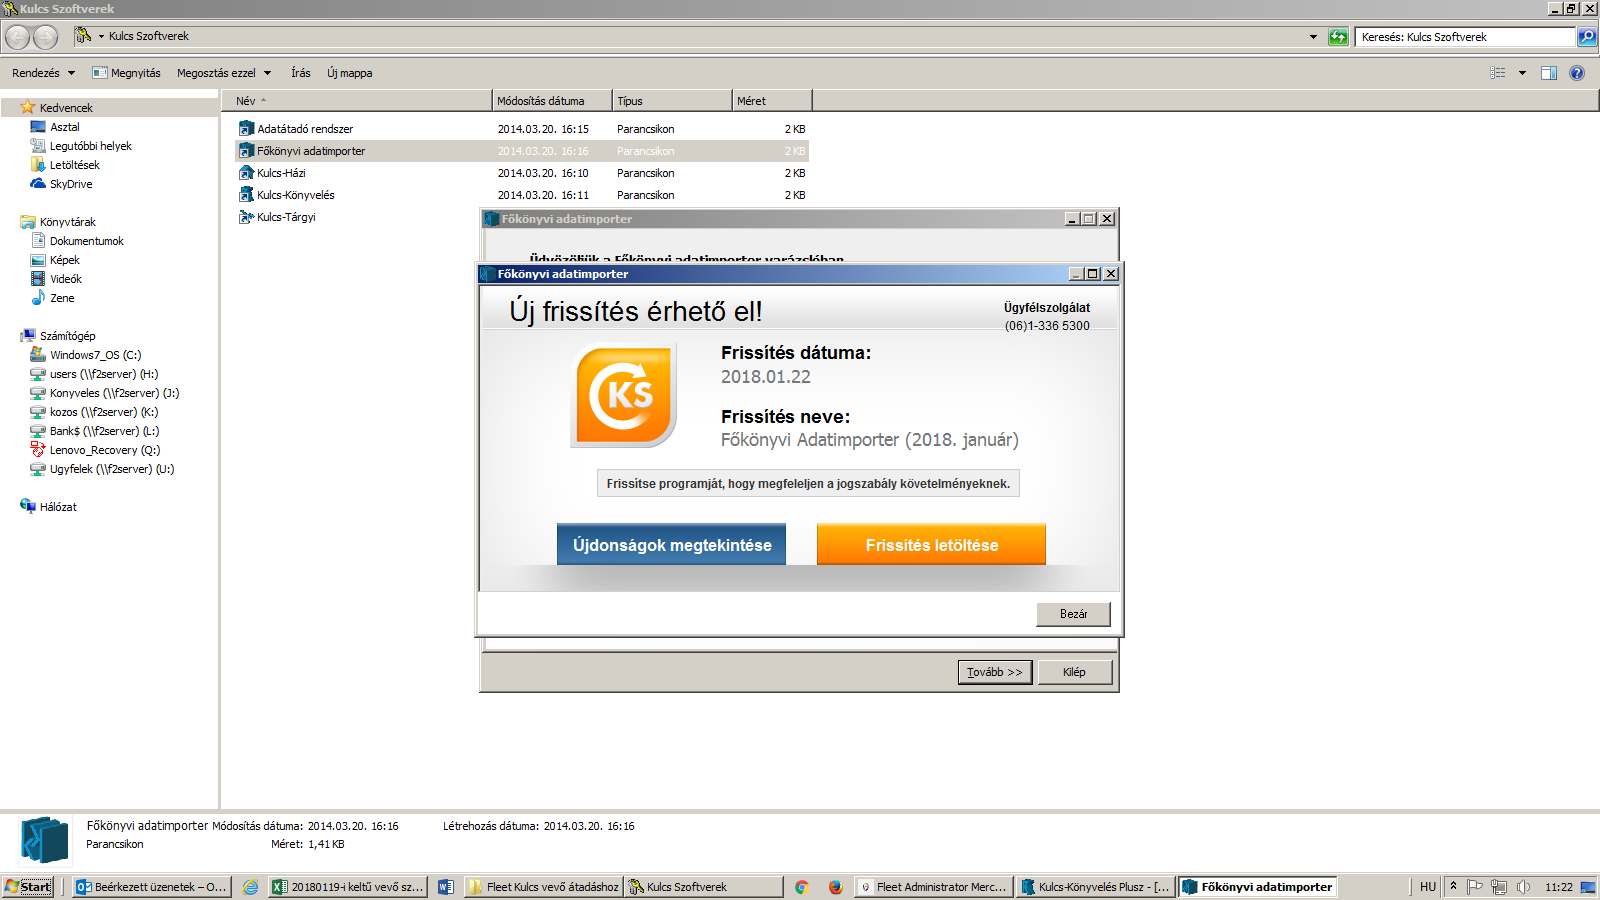 Kulcs Szoftverek
Kulcs Szoftverek
Keresés: Kulcs Szoftverek
Rendezés Megnyitás Megosztás ezzel Írás Új mappa
Név Módosítás dátuma Típus Méret
Kedvencek
Asztal
Legutóbbi helyek
Letöltések
SkyDrive
Könyvtárak
Dokumentumok
Képek
Videók
Zene
Számítógép
Windows7_OS (C:)
users (\\f2server) (H:)
Konyveles (\\f2server) (J:)
kozos (\\f2server) (K:)
Bank$ (\\f2server) (L:)
Lenovo_Recovery (Q:)
Ugyfelek (\\f2server) (U:)
Hálózat
Adatátadó rendszer 2014.03.20. 16:15 Parancsikon 2 KB
Főkönyvi adatimporter 2014.03.20. 16:16 Parancsikon 2 KB
Kulcs-Házi 2014.03.20. 16:10 Parancsikon 2 KB
Kulcs-Könyvelés 2014.03.20. 16:11 Parancsikon 2 KB
Kulcs-Tárgyi
Főkönyvi adatimporter
Üdvözöljük a Főkönyvi adatimporter varázslóban
Főkönyvi adatimporter
Új frissítés érhető el!
Ügyfélszolgálat
(06)1-336 5300
KS
Frissítés dátuma:
2018.01.22
Frissítés neve:
Főkönyvi Adatimporter (2018. január)
Frissítse programját, hogy megfeleljen a jogszabály követelményeknek.
Újdonságok megtekintése Frissítés letöltése
Bezár
Tovább >> Kilép
Főkönyvi adatimporter Módosítás dátuma: 2014.03.20. 16:16 Létrehozás dátuma: 2014.03.20. 16:16
Parancsikon Méret: 1,41 KB
Start Beérkezett üzenetek – O... 20180119-i keltű vevő sz... Fleet Kulcs vevő átadáshoz Kulcs Szoftverek Fleet Administrator Merc... Kulcs-Könyvelés Plusz - [... Főkönyvi adatimporter HU 11:22